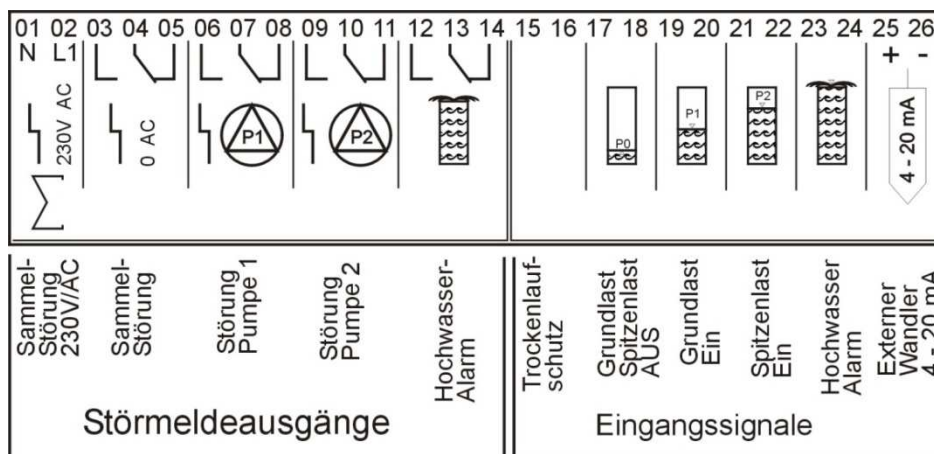 01 02 03 04 05 06 07 08 09 10 11 12 13 14 15 16 17 18 19 20 21 22 23 24 25 26
N L1
+ -
230V AC
0 AC
P1
P2
P0
P1
P2
4 - 20 mA
Sammel-
Störung
230V/AC
Sammel-
Störung
Störung
Pumpe 1
Störung
Pumpe 2
Hochwasser-
Alarm
Trockenlauf-
schutz
Grundlast
Spitzenlast
AUS
Grundlast
Ein
Spitzenlast
Ein
Hochwasser
Alarm
Externer
Wandler
4 - 20 mA
Störmeldeausgänge
Eingangssignale